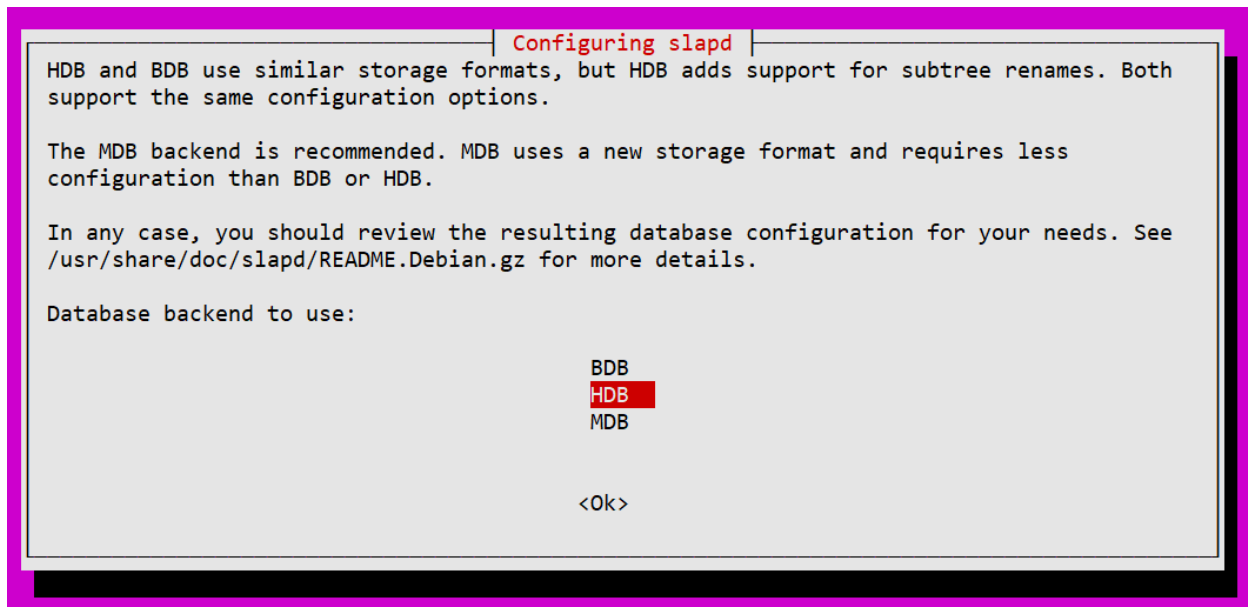 Configuring slapd
HDB and BDB use similar storage formats, but HDB adds support for subtree renames. Both
support the same configuration options.
The MDB backend is recommended. MDB uses a new storage format and requires less
configuration than BDB or HDB.
In any case, you should review the resulting database configuration for your needs. See
/usr/share/doc/slapd/README.Debian.gz for more details.
Database backend to use:
BDB
HDB
MDB
<Ok>